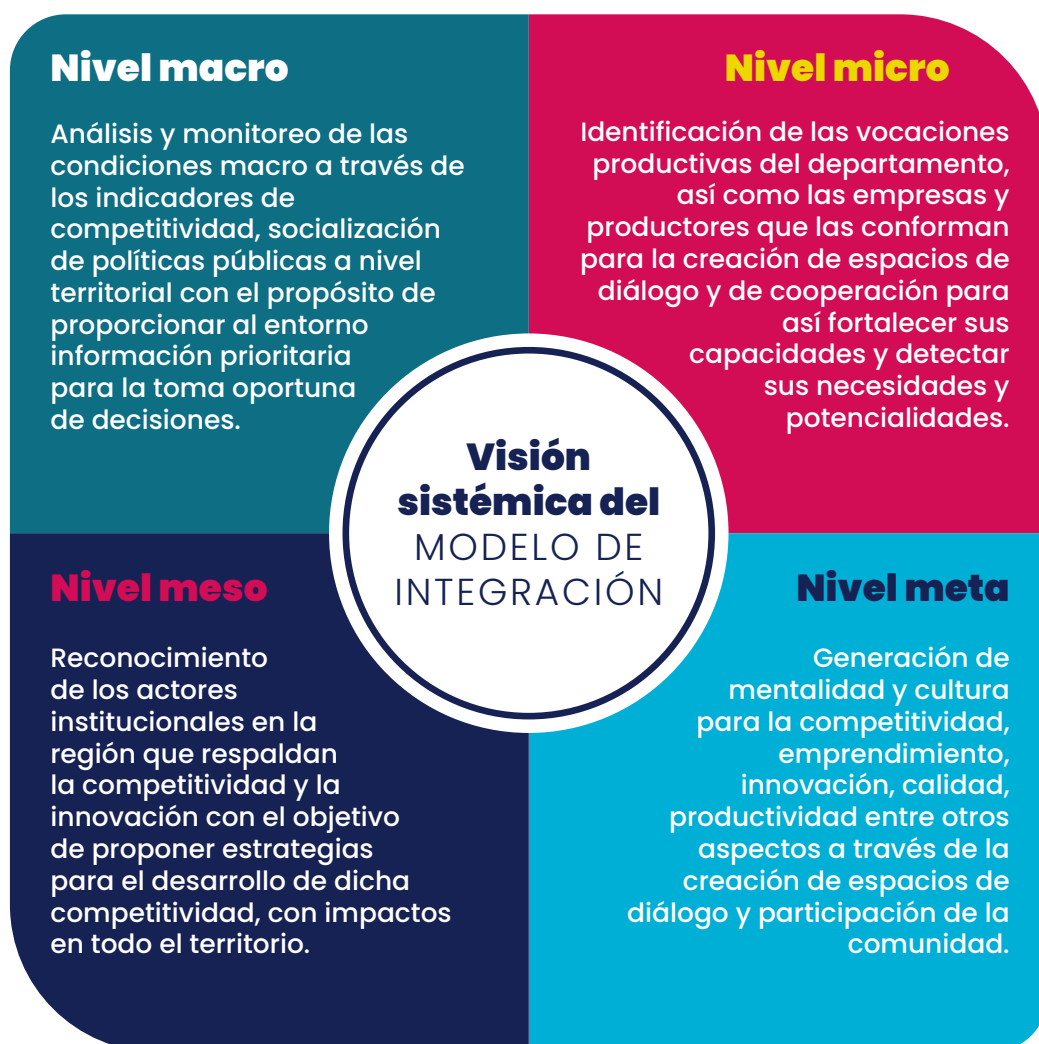 Nivel macro
Análisis y monitoreo de las
condiciones macro a través de
los indicadores de
competitividad, socialización
de políticas públicas a nivel
territorial con el propósito de
proporcionar al entorno
información prioritaria
para la toma oportuna
de decisiones.
Nivel micro
Identificación de las vocaciones
productivas del departamento,
así como las empresas y
productores que las conforman
para la creación de espacios de
diálogo y de cooperación para
así fortalecer sus
capacidades y detectar
sus necesidades y
potencialidades.
Visión
sistémica del
MODELO DE
INTEGRACIÓN
Nivel meso
Reconocimiento
de los actores
institucionales en la
región que respaldan
la competitividad y la
innovación con el objetivo
de proponer estrategias
para el desarrollo de dicha
competitividad, con impactos
en todo el territorio.
Nivel meta
Generación de
mentalidad y cultura
para la competitividad,
emprendimiento,
innovación, calidad,
productividad entre otros
aspectos a través de la
creación de espacios de
diálogo y participación de la
comunidad.